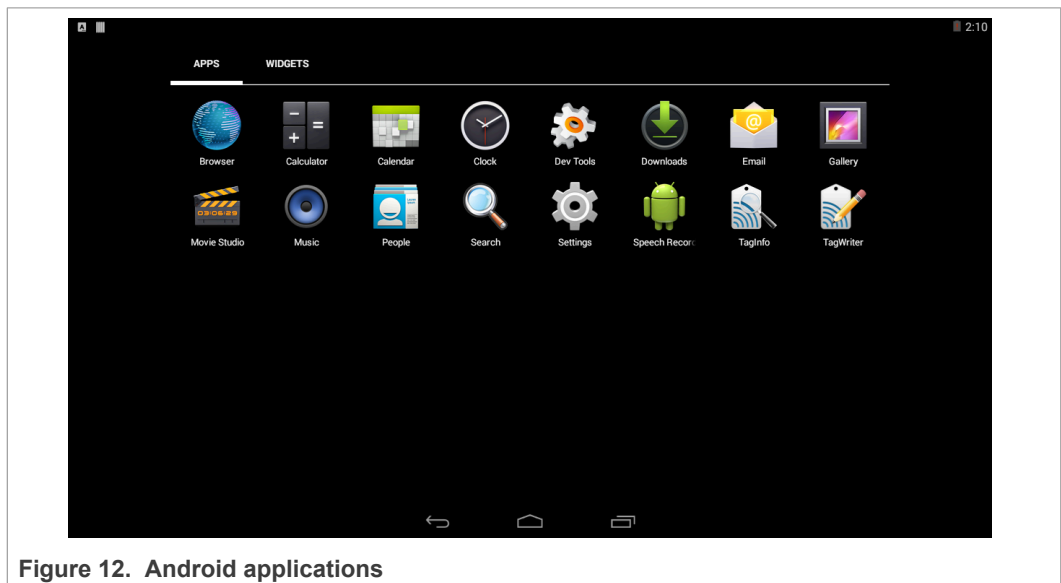 2:10
APPS WIDGETS
Browser Calculator Calendar Clock Dev Tools Downloads Email Gallery
03:06:29
Movie Studio Music People Search Settings Speech Recor TagInfo TagWriter
Figure 12. Android applications